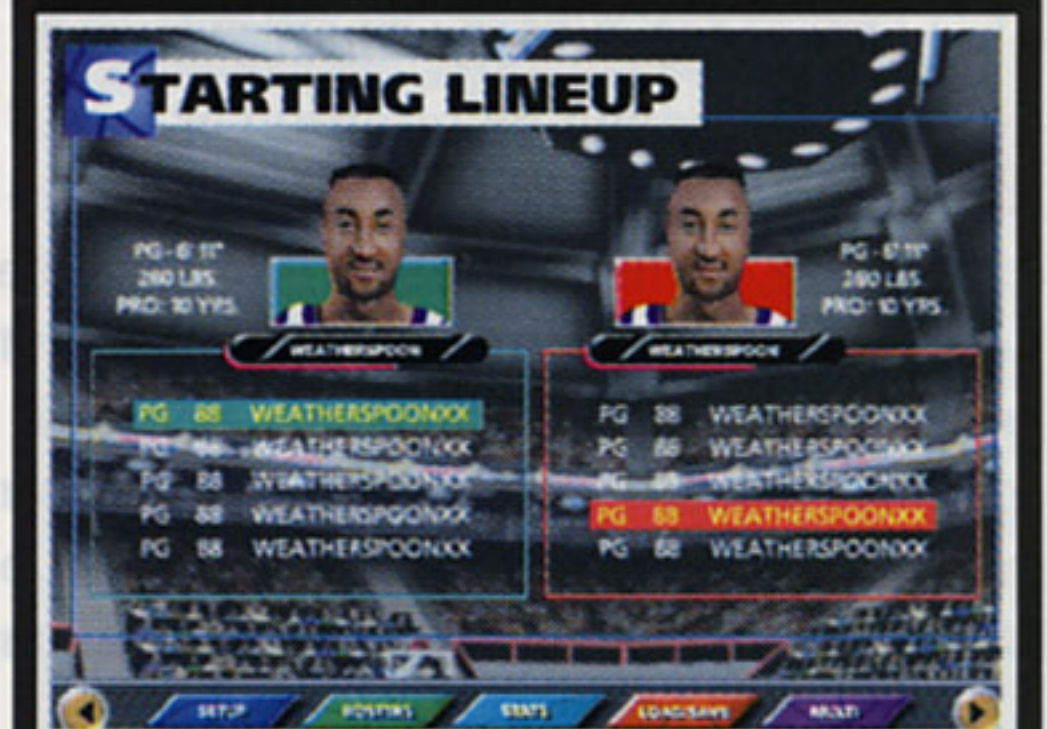 STARTING LINEUP
PG - 6' 11"
280 LBS.
PRO: 10 YRS.
PG - 6' 11"
280 LBS.
PRO: 10 YRS.
WEATHERSPOON
WEATHERSPOON
PG 88 WEATHERSPOONXX
PG 88 WEATHERSPOONXX
PG 88 WEATHERSPOONXX
PG 88 WEATHERSPOONXX
PG 88 WEATHERSPOONXX
PG 88 WEATHERSPOONXX
PG 88 WEATHERSPOONXX
PG 88 WEATHERSPOONXX
PG 88 WEATHERSPOONXX
PG 88 WEATHERSPOONXX
SETUP
ROSTERS
STATS
LOAD/SAVE
MULTI